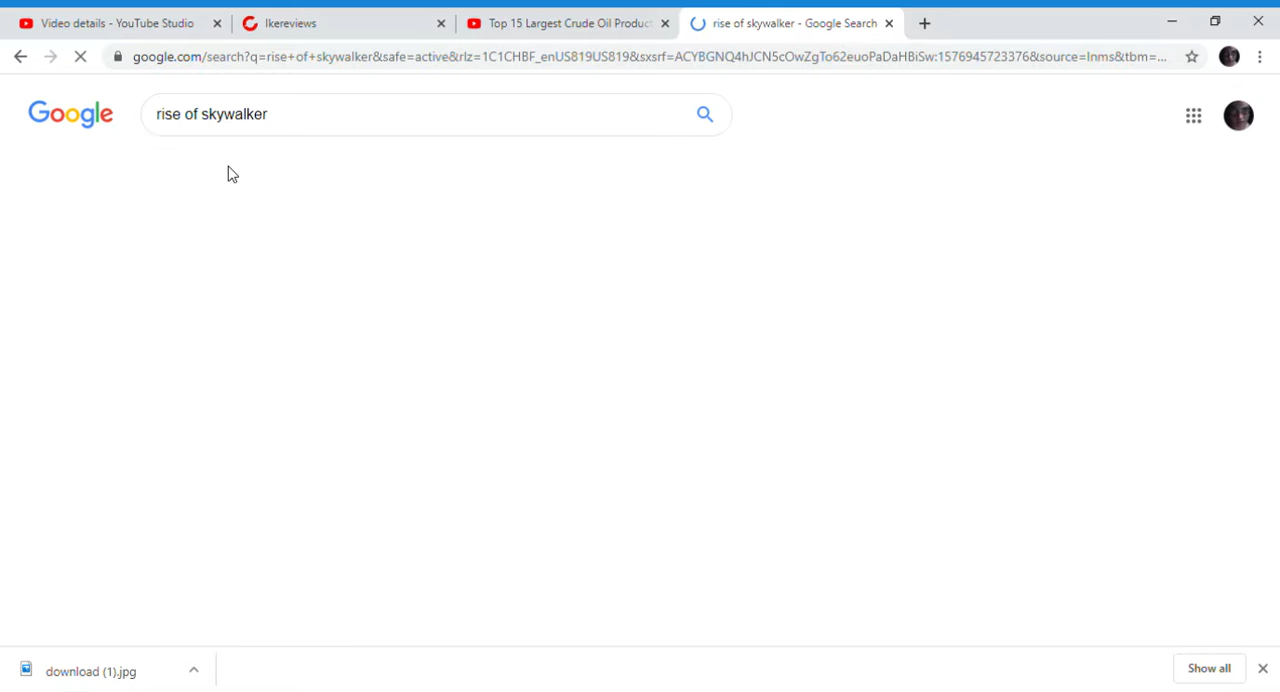 Video details - YouTube Studio
Ikereviews
Top 15 Largest Crude Oil Produc
rise of skywalker - Google Search
google.com/search?q=rise+of+skywalker&safe=active&rlz=1C1CHBF_enUS819US819&sxsrf=ACYBGNQ4hJCN5cOwZgTo62euoPaDaHBiSw:1576945723376&source=lnms&tbm=...
Google
rise of skywalker
download (1).jpg
Show all